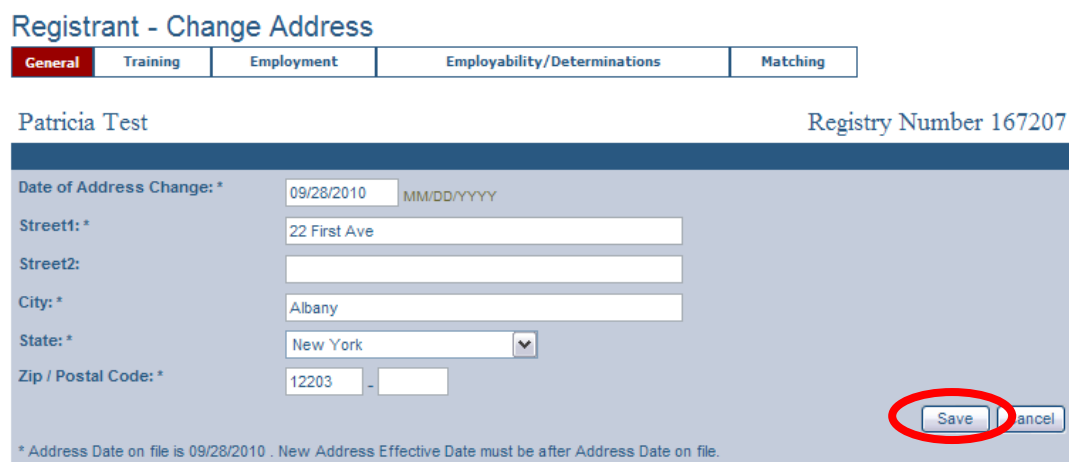 Registrant - Change Address
General Training Employment Employability/Determinations Matching
Patricia Test Registry Number 167207
Date of Address Change: * 09/28/2010 MM/DD/YYYY
Street1: * 22 First Ave
Street2:
City: * Albany
State: * New York
Zip / Postal Code: * 12203 -
Save Cancel
* Address Date on file is 09/28/2010 . New Address Effective Date must be after Address Date on file.